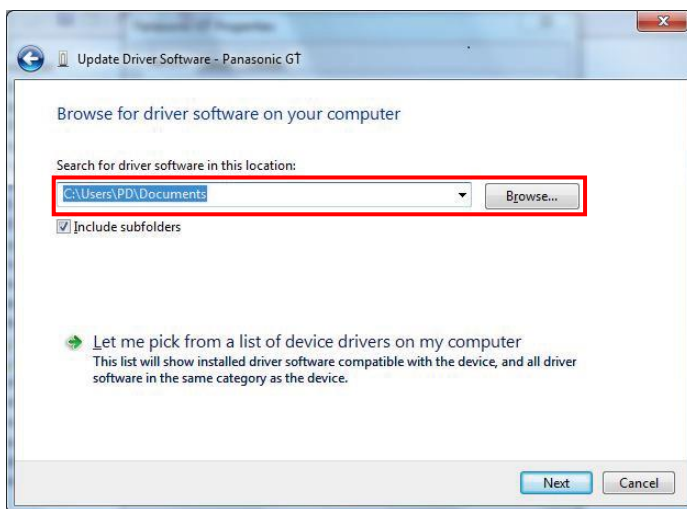 Panasonic GT Properties
Update Driver Software - Panasonic GT
Browse for driver software on your computer
Search for driver software in this location:
C:\Users\PD\Documents
Browse...
Include subfolders
Let me pick from a list of device drivers on my computer
This list will show installed driver software compatible with the device, and all driver
software in the same category as the device.
Next Cancel